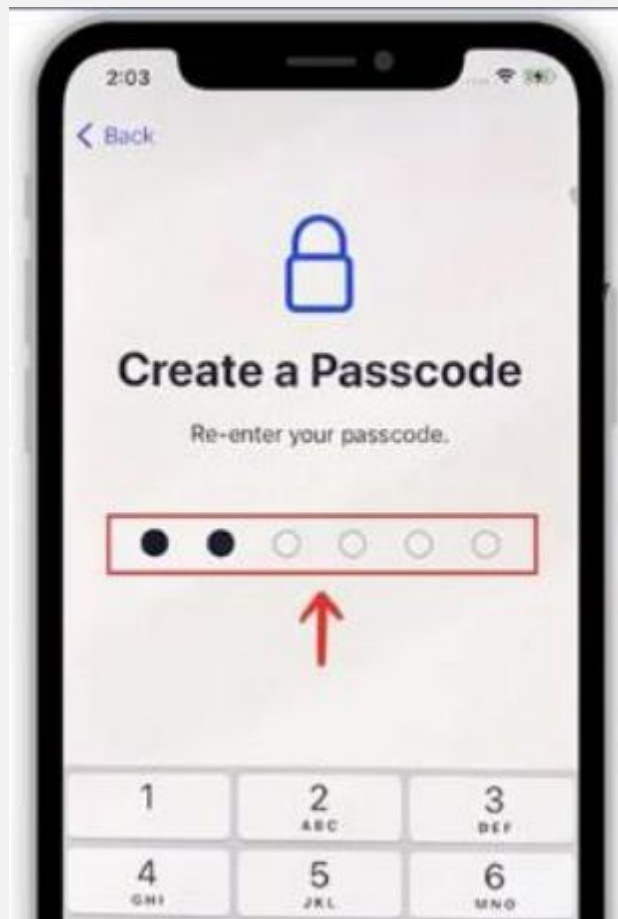 2:03
Back
Create a Passcode
Re-enter your passcode.
1
2
ABC
3
DEF
4
GHI
5
JKL
6
MNO